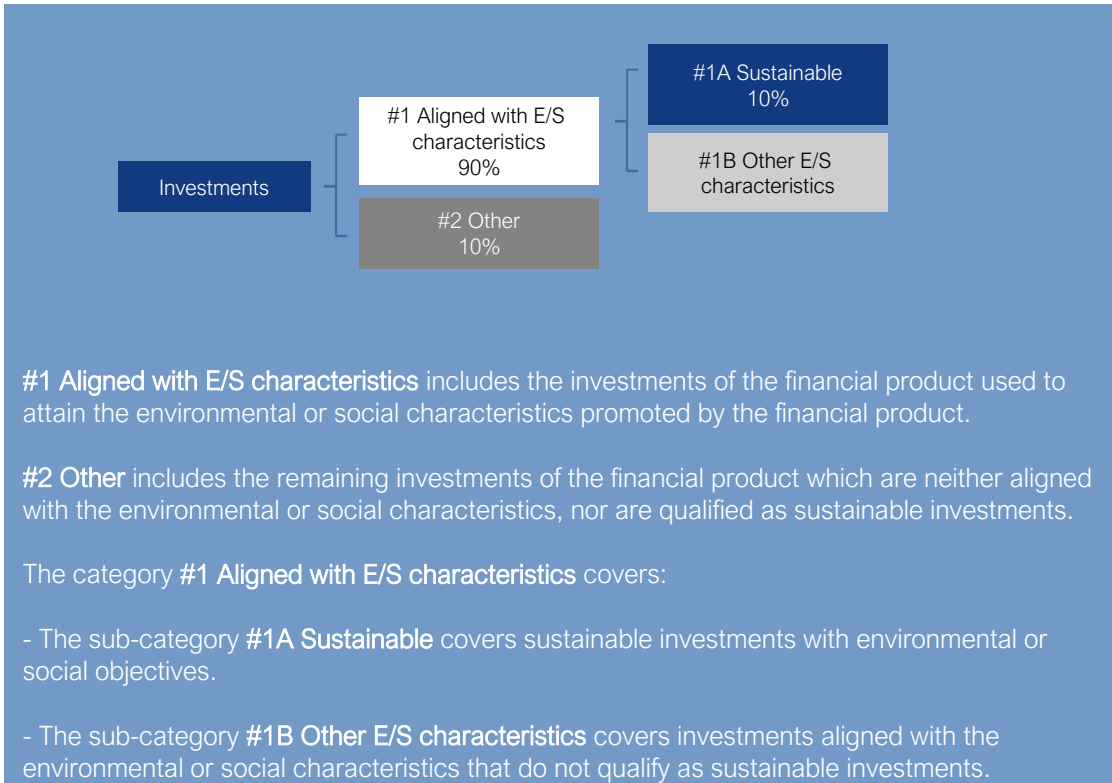 #1A Sustainable
10%
#1 Aligned with E/S
characteristics
90%
#1B Other E/S
characteristics
Investments
#2 Other
10%
#1 Aligned with E/S characteristics includes the investments of the financial product used to
attain the environmental or social characteristics promoted by the financial product.
#2 Other includes the remaining investments of the financial product which are neither aligned
with the environmental or social characteristics, nor are qualified as sustainable investments.
The category #1 Aligned with E/S characteristics covers:
- The sub-category #1A Sustainable covers sustainable investments with environmental or
social objectives.
- The sub-category #1B Other E/S characteristics covers investments aligned with the
environmental or social characteristics that do not qualify as sustainable investments.